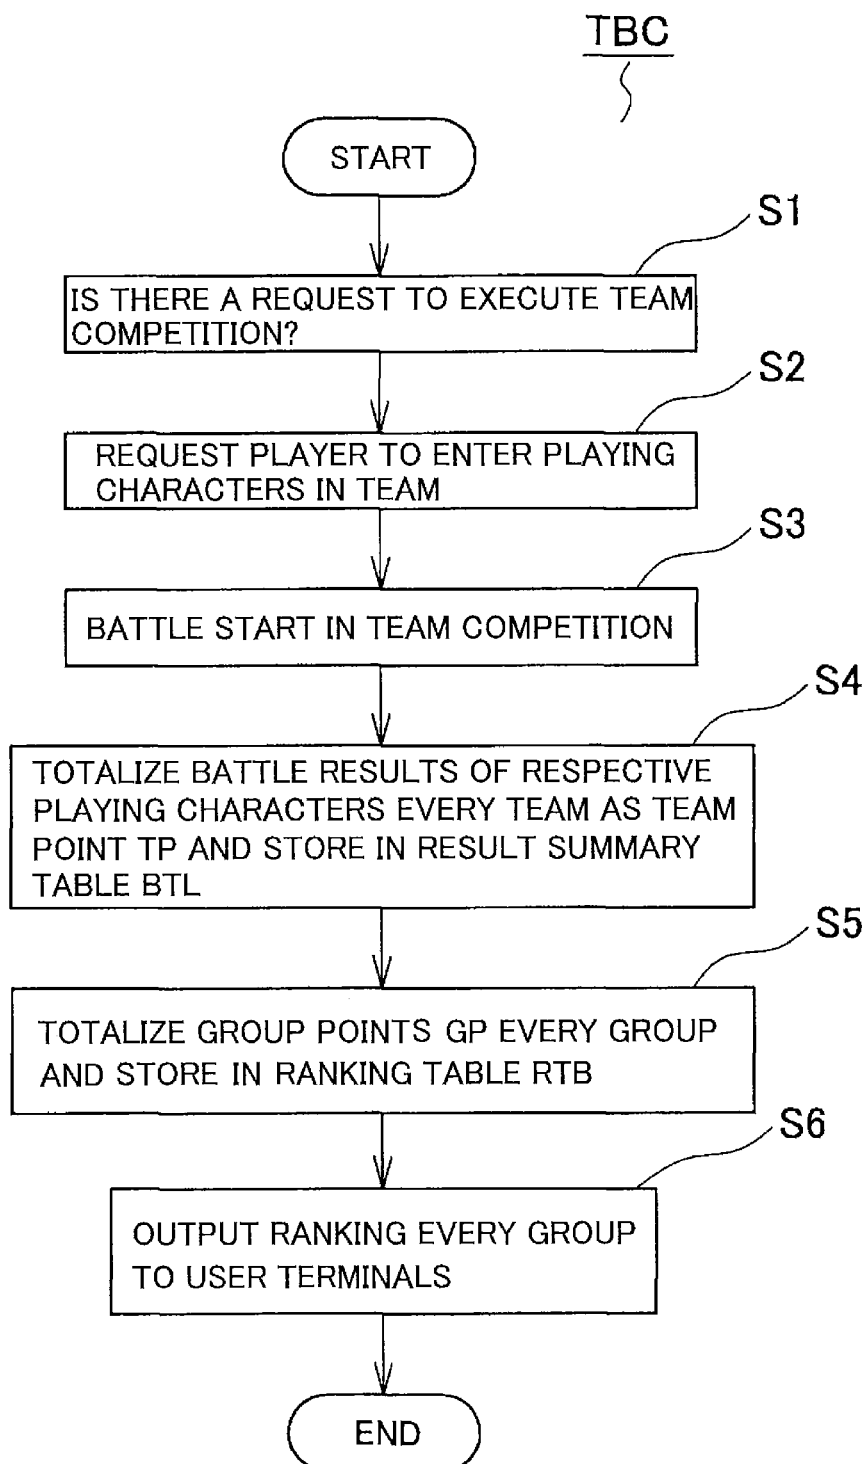 TBC
START
S1
IS THERE A REQUEST TO EXECUTE TEAM
COMPETITION?
S2
REQUEST PLAYER TO ENTER PLAYING
CHARACTERS IN TEAM
S3
BATTLE START IN TEAM COMPETITION
S4
TOTALIZE BATTLE RESULTS OF RESPECTIVE
PLAYING CHARACTERS EVERY TEAM AS TEAM
POINT TP AND STORE IN RESULT SUMMARY
TABLE BTL
S5
TOTALIZE GROUP POINTS GP EVERY GROUP
AND STORE IN RANKING TABLE RTB
S6
OUTPUT RANKING EVERY GROUP
TO USER TERMINALS
END